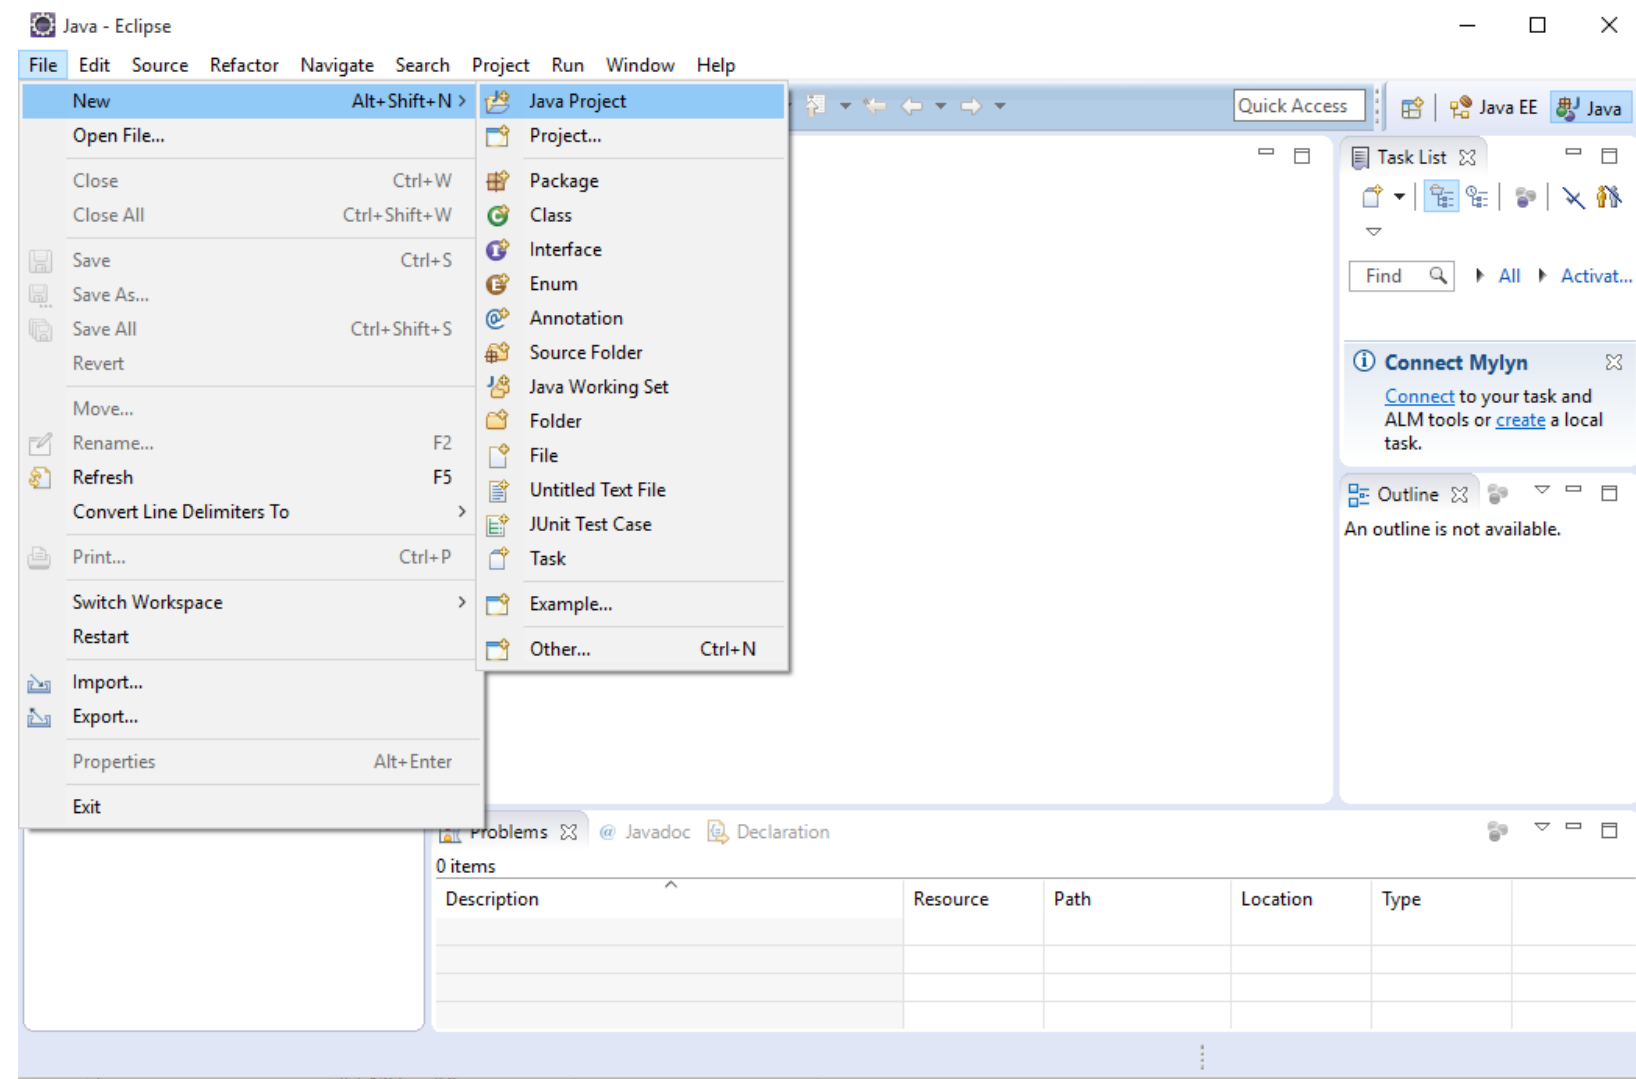 Java - Eclipse
File Edit Source Refactor Navigate Search Project Run Window Help
New Alt+Shift+N
Open File...
Close Ctrl+W
Close All Ctrl+Shift+W
Save Ctrl+S
Save As...
Save All Ctrl+Shift+S
Revert
Move...
Rename... F2
Refresh F5
Convert Line Delimiters To
Print... Ctrl+P
Switch Workspace
Restart
Import...
Export...
Properties Alt+Enter
Exit
Java Project
Project...
Package
Class
Interface
Enum
Annotation
Source Folder
Java Working Set
Folder
File
Untitled Text File
JUnit Test Case
Task
Example...
Other... Ctrl+N
Quick Access Java EE Java
Task List
Find All Activat...
Connect Mylyn
Connect to your task and
ALM tools or create a local
task.
Outline
An outline is not available.
Problems @ Javadoc Declaration
0 items
Description Resource Path Location Type